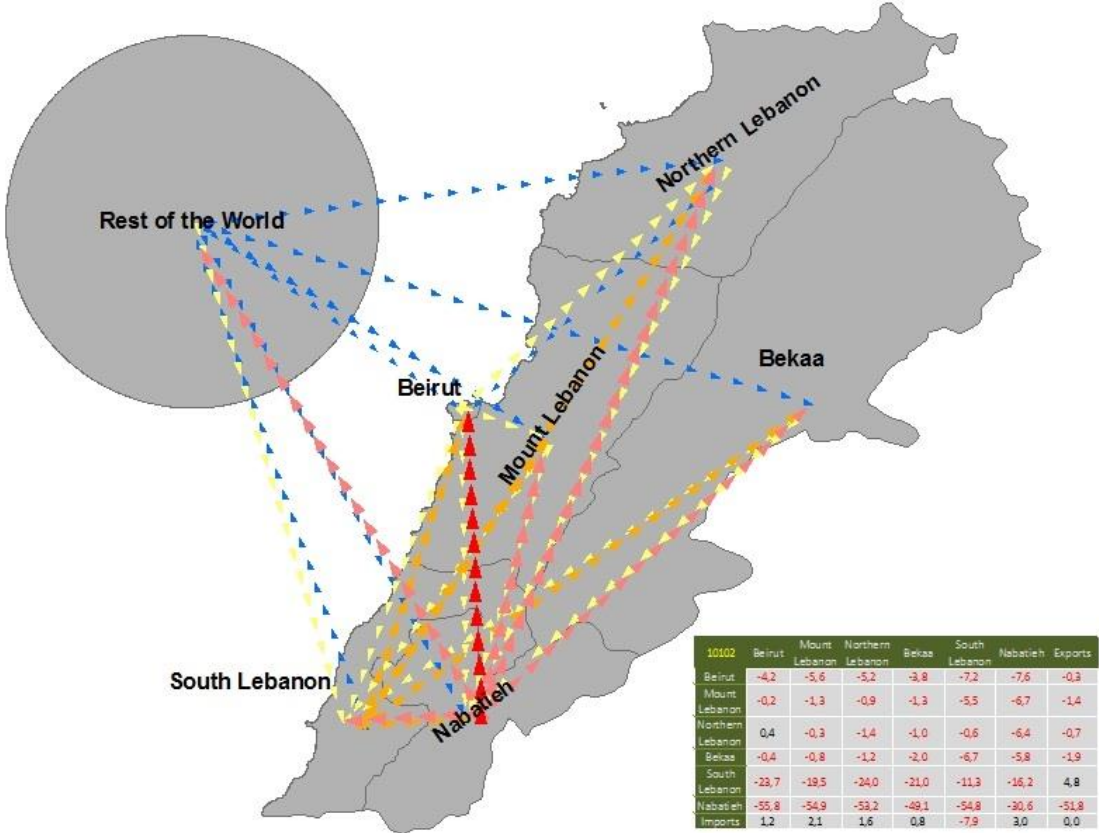 Northern Lebanon
Rest of the World
Bekaa
Beirut
Mount Lebanon
South Lebanon
Nabatieh
10102 Beirut Mount Lebanon Northern Lebanon Bekaa South Lebanon Nabatieh Exports
Beirut -4,2 -5,6 -5,2 -3,8 -7,2 -7,6 -0,3
Mount Lebanon -0,2 -1,3 -0,9 -1,3 -5,5 -6,7 -1,4
Northern Lebanon 0,4 -0,3 -1,4 -1,0 -0,6 -6,4 -0,7
Bekaa -0,4 -0,8 -1,2 -2,0 -6,7 -5,8 -1,9
South Lebanon -23,7 -19,5 -24,0 -21,0 -11,3 -16,2 4,8
Nabatieh -55,8 -54,9 -53,2 -49,1 -54,8 -30,6 -51,8
Imports 1,2 2,1 1,6 0,8 -7,9 3,0 0,0